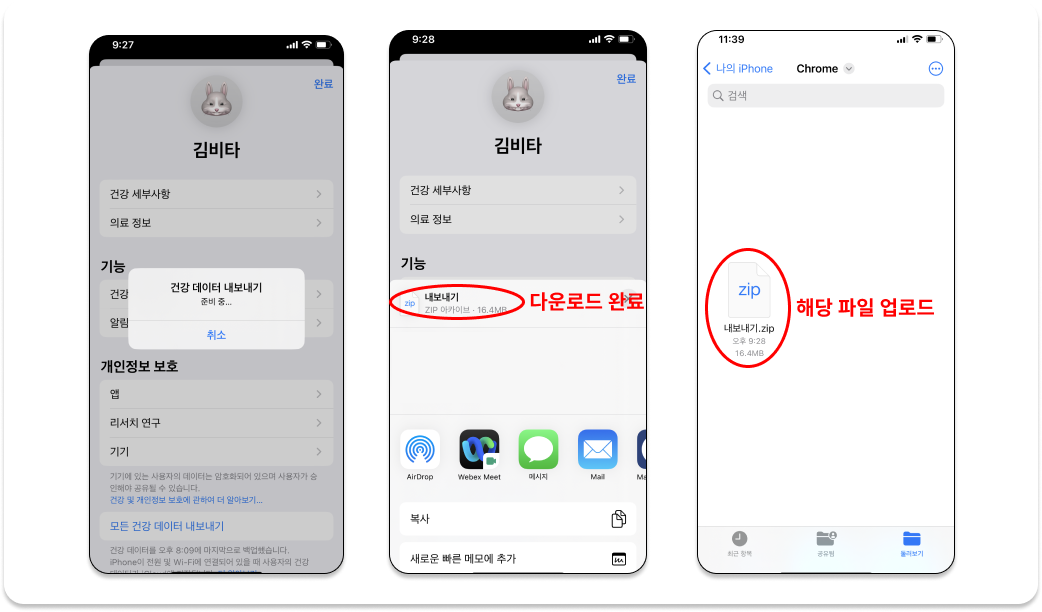 9:27
완료
김비타
건강 세부사항
의료 정보
기능
건강
알림
건강 데이터 내보내기
준비 중...
취소
개인정보 보호
앱
리서치 연구
기기
기기에 있는 사용자의 데이터는 암호화되어 있으며 사용자가 승
인해야 공유될 수 있습니다.
건강 및 개인정보 보호에 관하여 더 알아보기...
모든 건강 데이터 내보내기
건강 데이터를 오후 8:09에 마지막으로 백업했습니다.
iPhone이 전원 및 Wi-Fi에 연결되어 있을 때 사용자의 건강
9:28
완료
김비타
건강 세부사항
의료 정보
기능
zip
내보내기
ZIP 아카이브 · 16.4MB
다운로드 완료
AirDrop
Webex Meet
메시지
Mail
Ma
복사
새로운 빠른 메모에 추가
11:39
나의 iPhone
Chrome
검색
zip
내보내기.zip
오후 9:28
16.4MB
해당 파일 업로드
최근 항목
공유됨
둘러보기